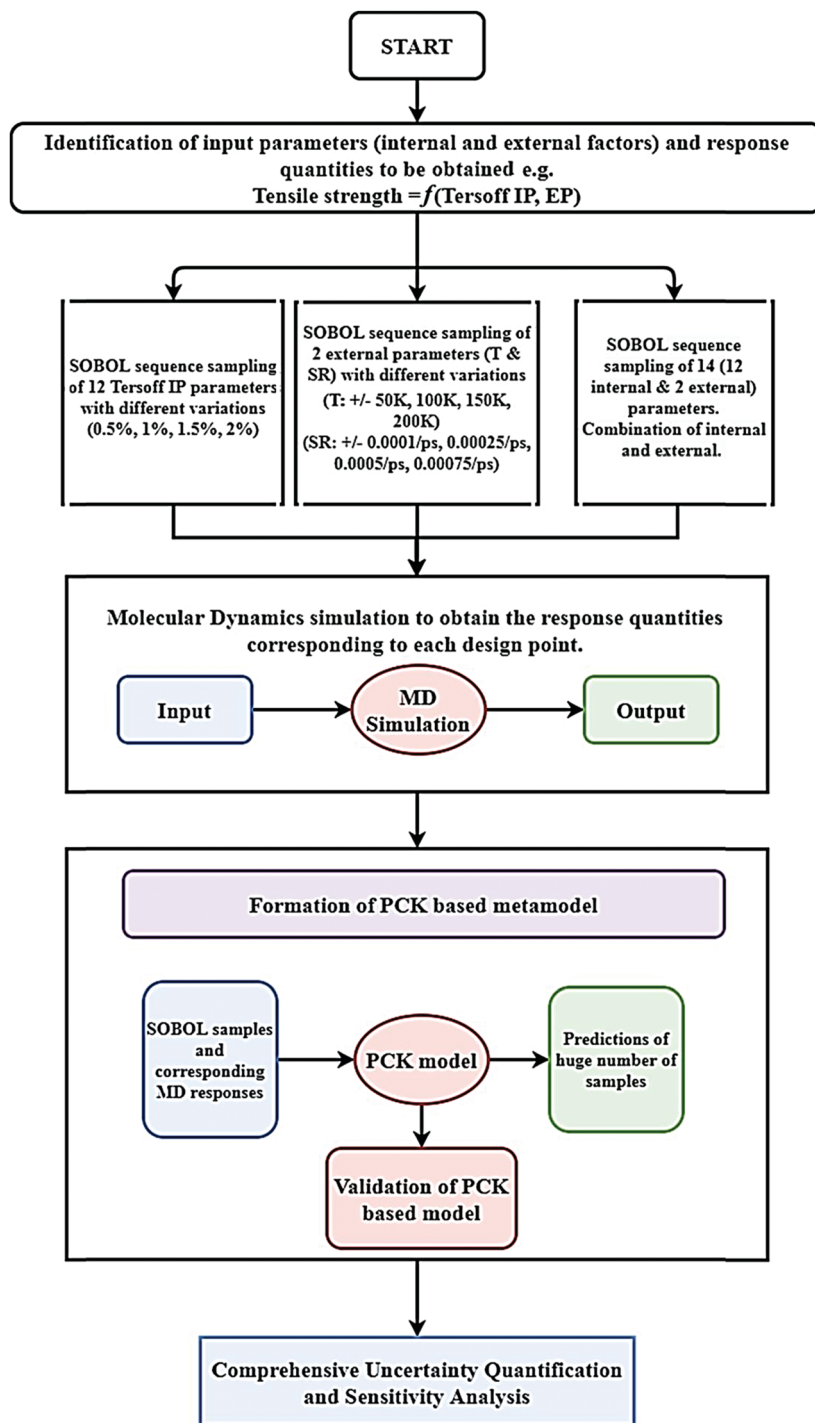 START
Identification of input parameters (internal and external factors) and response
quantities to be obtained e.g.
Tensile strength =f(Tersoff IP, EP)
SOBOL sequence sampling
of 12 Tersoff IP parameters
with different variations
(0.5%, 1%, 1.5%, 2%)
SOBOL sequence sampling of
2 external parameters (T &
SR) with different variations
(T: +/- 50K, 100K, 150K,
200K)
(SR: +/- 0.0001/ps, 0.00025/ps,
0.0005/ps, 0.00075/ps)
SOBOL sequence
sampling of 14 (12
internal & 2 external)
parameters.
Combination of internal
and external.
Molecular Dynamics simulation to obtain the response quantities
corresponding to each design point.
Input
MD
Simulation
Output
Formation of PCK based metamodel
SOBOL samples
and
corresponding
MD responses
PCK model
Predictions of
huge number of
samples
Validation of PCK
based model
Comprehensive Uncertainty Quantification
and Sensitivity Analysis